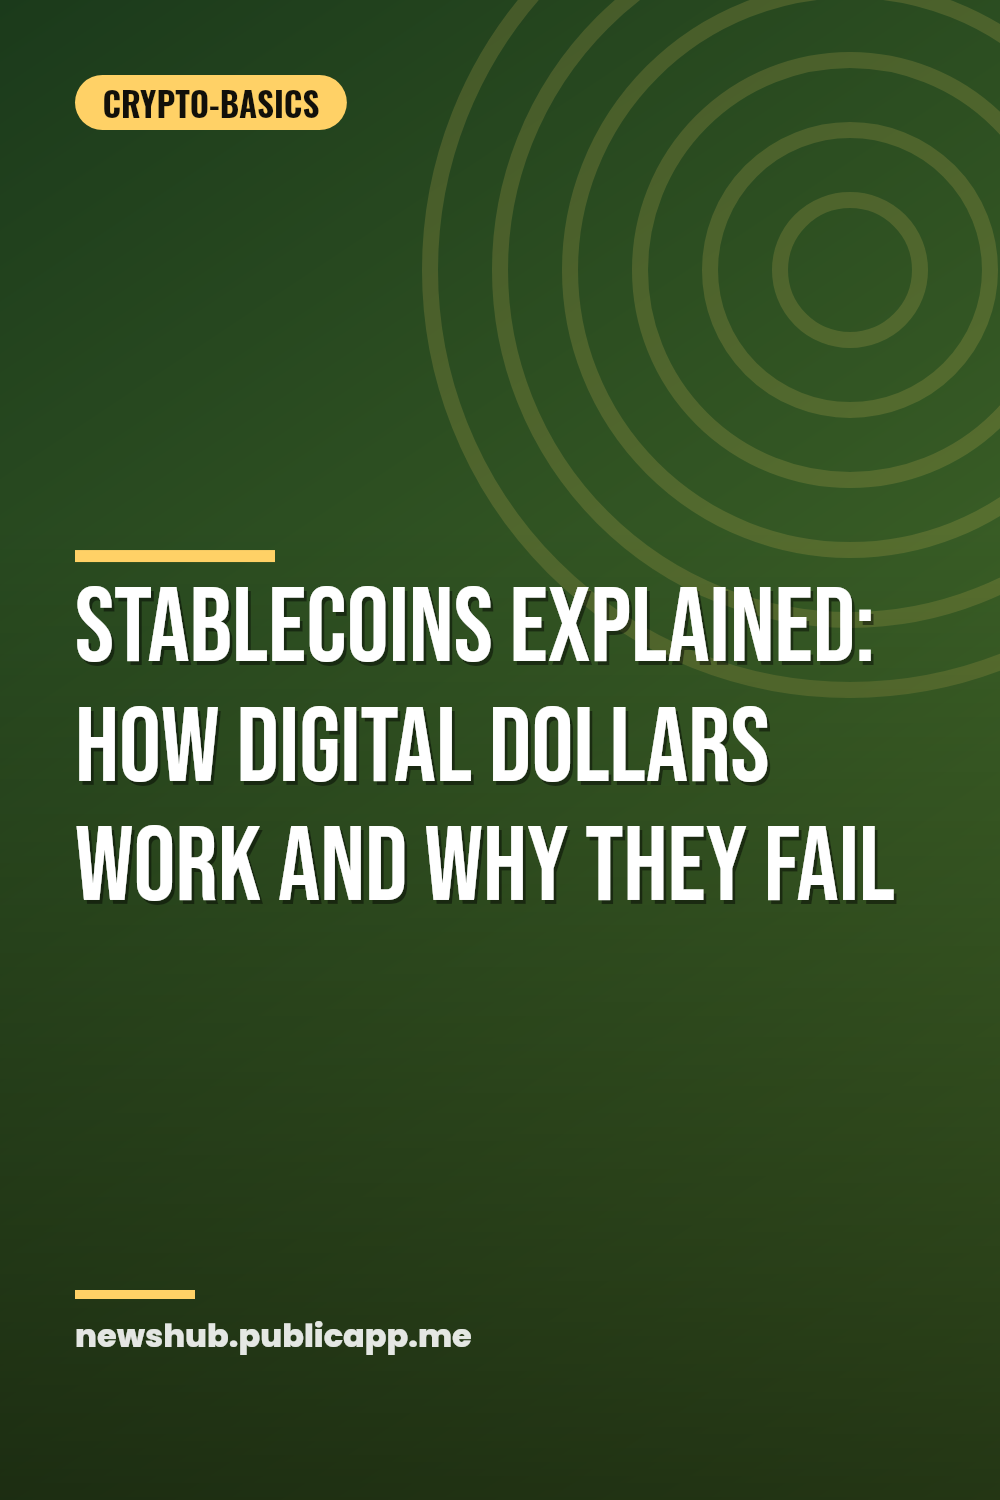 CRYPTO-BASICS
STABLECOINS EXPLAINED:
HOW DIGITAL DOLLARS
WORK AND WHY THEY FAIL
newshub.publicapp.me